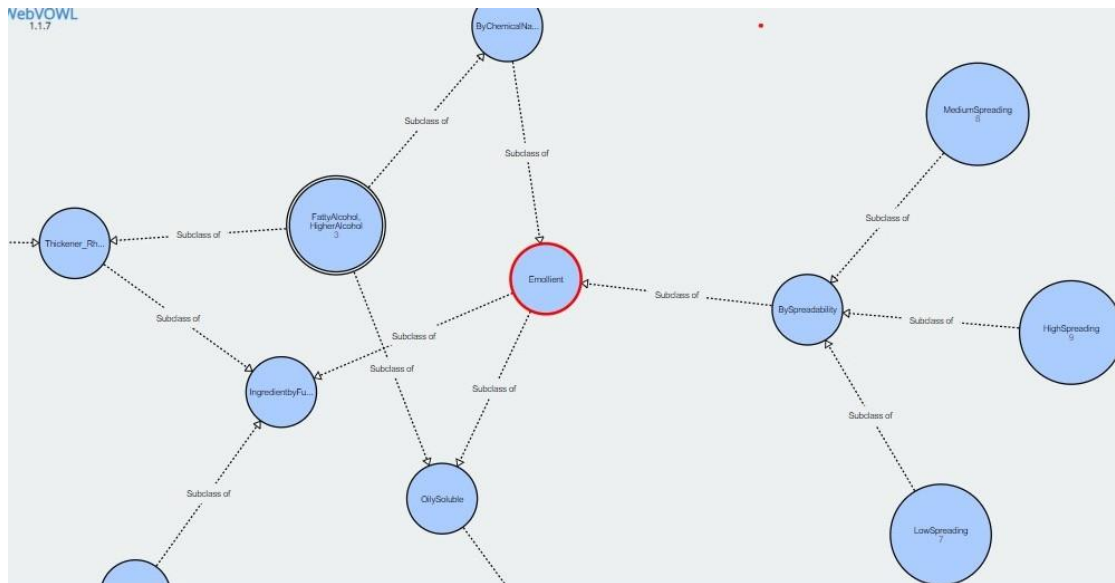 WebVOWL
1.1.7
ByChemicalNa...
MediumSpreading
8
Subclass of
Subclass of
FattyAlcohol,
HigherAlcohol
3
Subclass of
Subclass of
Thickener_Rh...
Emollient
Subclass of
BySpreadability
Subclass of
HighSpreading
9
Subclass of
Subclass of
Subclass of
IngredientbyFu...
Subclass of
Subclass of
Subclass of
OilySoluble
LowSpreading
7